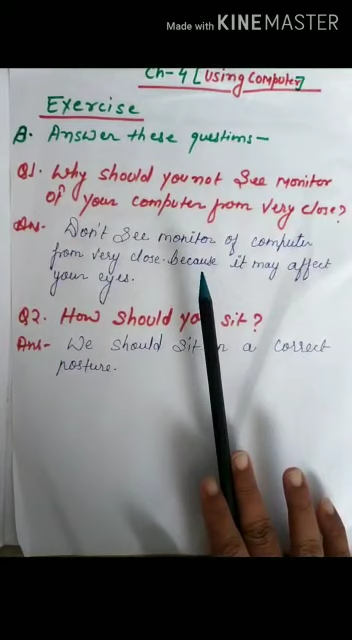 Made with KINEMASTER
Ch-4 [Using Computer]
Exercise
B. Answer these questions—
Q1. Why should you not See Monitor
of your computer from Very close?
Ans- Don't See monitor of computer
from very close. because it may affect
your eyes.
Q2. How should you sit?
Ans- We should sit in a correct
posture.